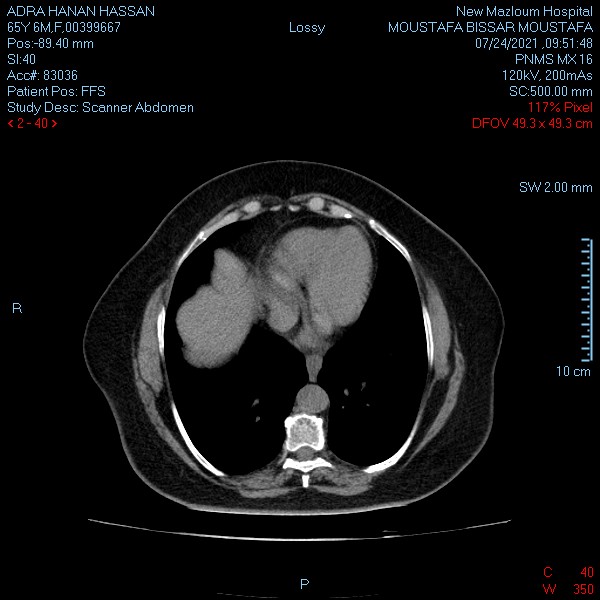 ADRA HANAN HASSAN
65Y 6M,F,00399667
Pos:-89.40 mm
SI:40
Acc#: 83036
Patient Pos: FFS
Study Desc: Scanner Abdomen
< 2 - 40 >
Lossy
New Mazloum Hospital
MOUSTAFA BISSAR MOUSTAFA
07/24/2021 ,09:51:48
PNMS MX 16
120kV, 200mAs
SC:500.00 mm
117% Pixel
DFOV 49.3 x 49.3 cm
SW 2.00 mm
R
10 cm
P
C 40
W 350